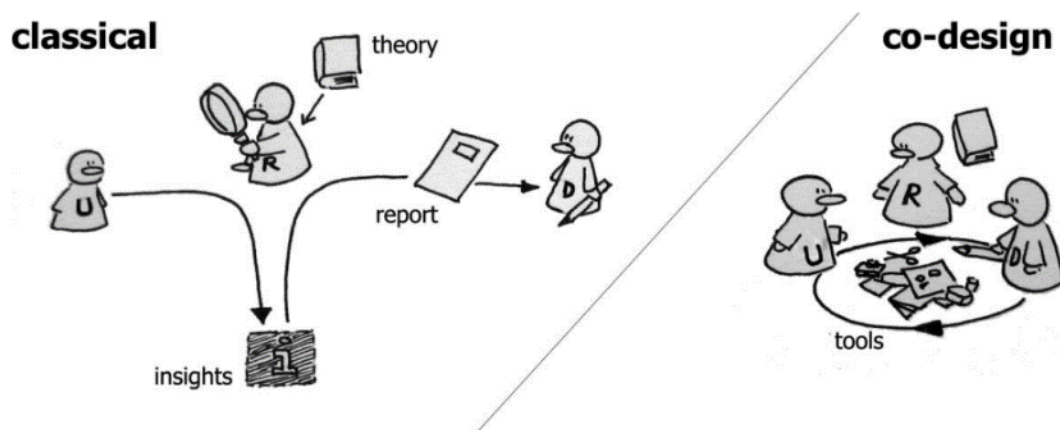 classical
theory
R
U
report
D
insights
i
co-design
R
U
D
tools